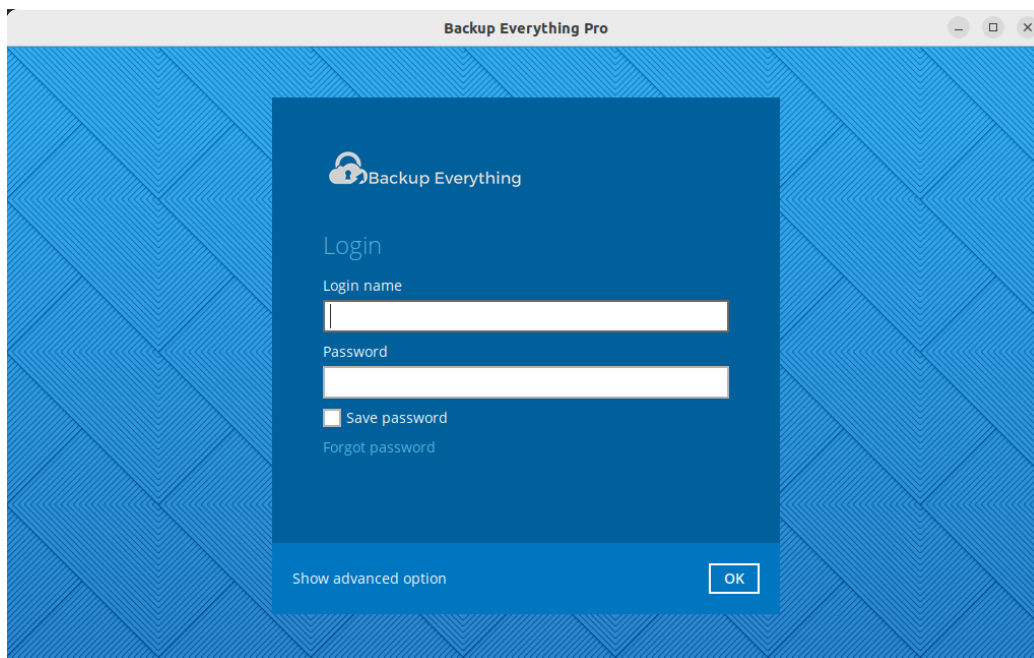 Backup Everything Pro
Backup Everything
Login
Login name
Password
Save password
Forgot password
Show advanced option
OK